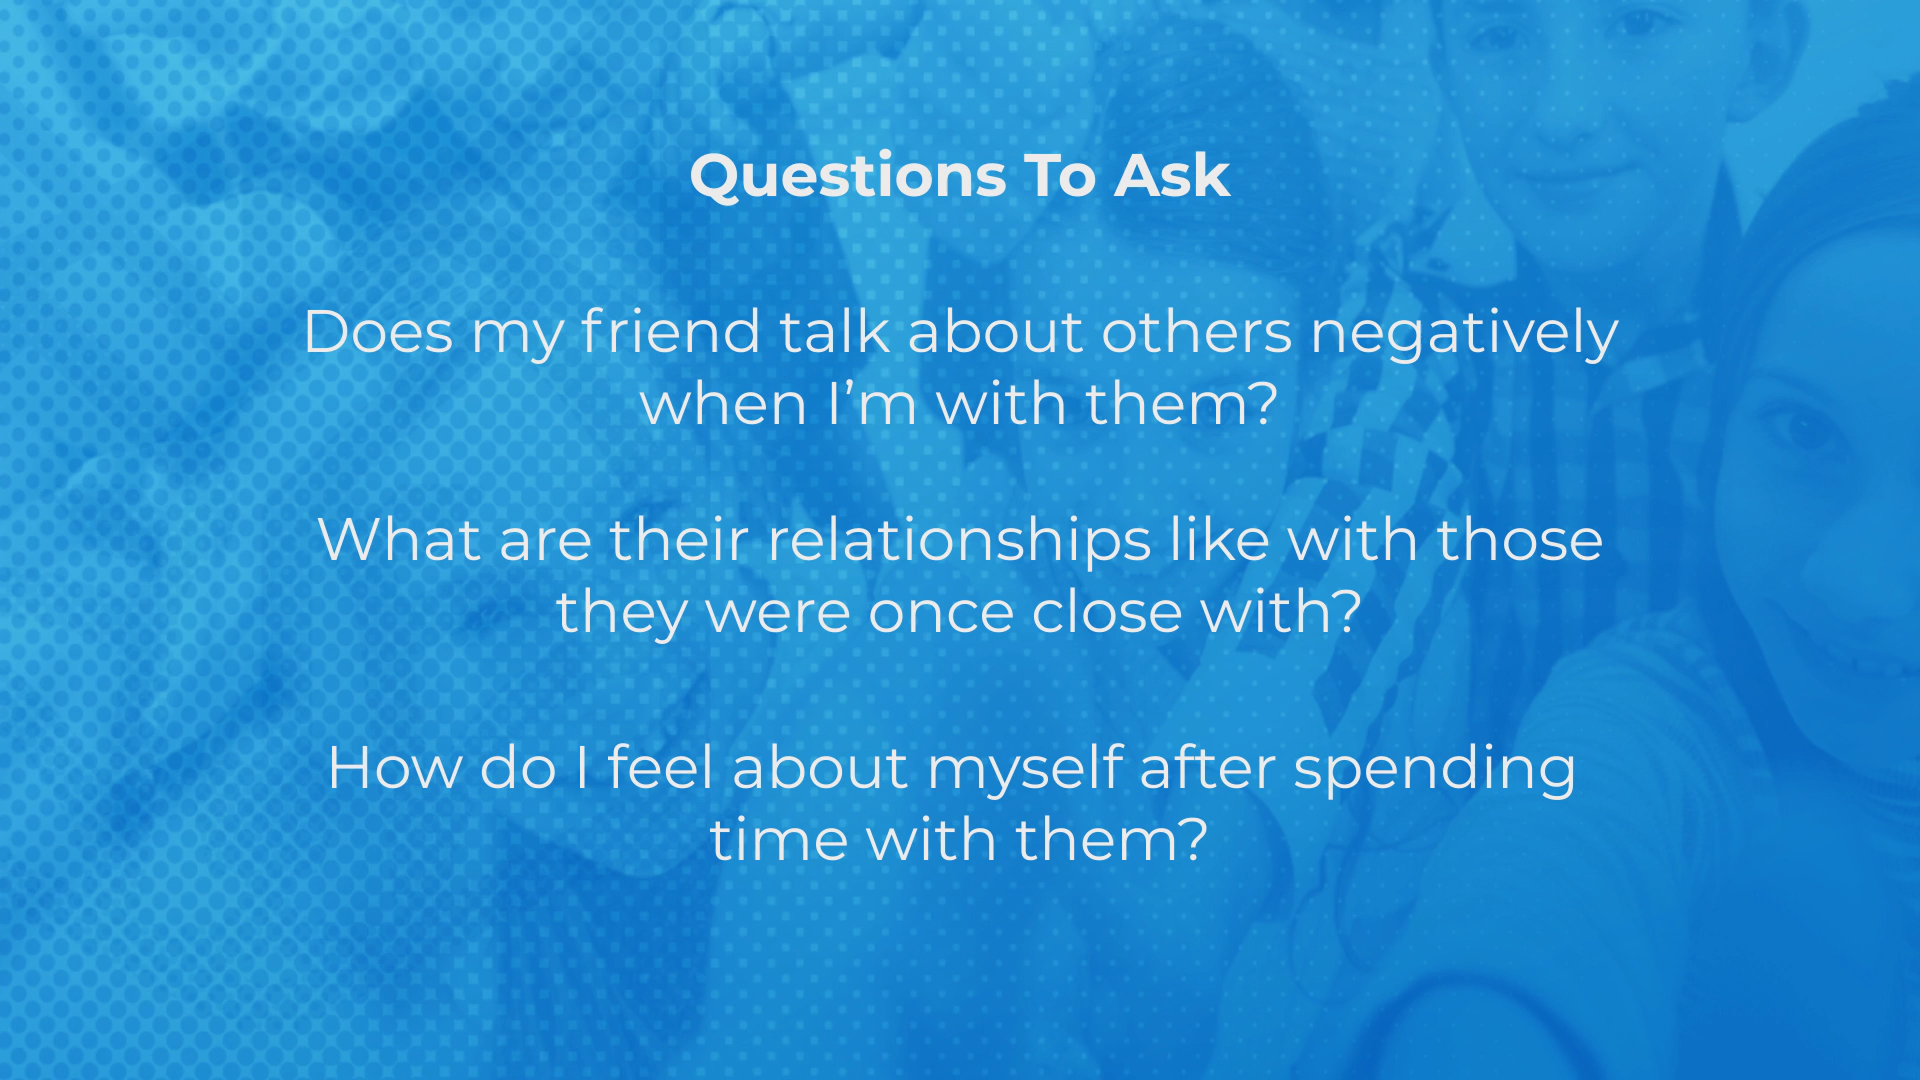 Questions To Ask
Does my friend talk about others negatively
when I’m with them?
What are their relationships like with those
they were once close with?
How do I feel about myself after spending
time with them?